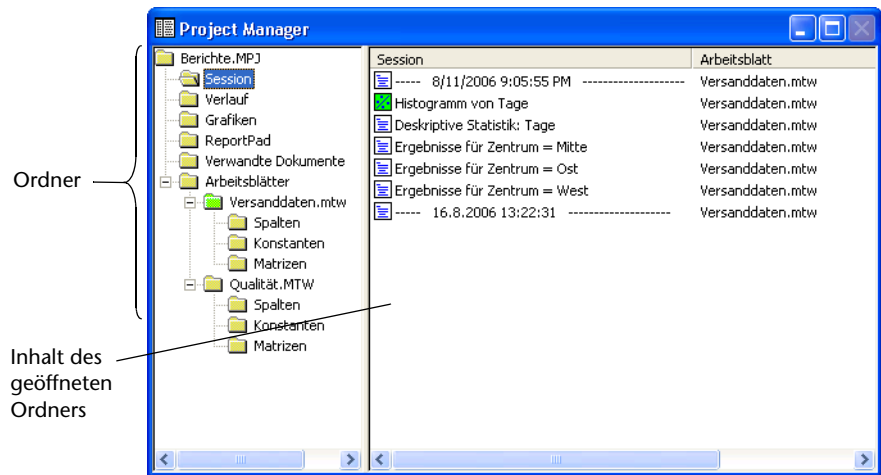 Project Manager
Ordner
Inhalt des
geöffneten
Ordners
Berichte.MPJ
Session
Verlauf
Grafiken
ReportPad
Verwandte Dokumente
Arbeitsblätter
Versanddaten.mtw
Spalten
Konstanten
Matrizen
Qualität.MTW
Spalten
Konstanten
Matrizen
Session Arbeitsblatt
----- 8/11/2006 9:05:55 PM -------------------- Versanddaten.mtw
Histogramm von Tage Versanddaten.mtw
Deskriptive Statistik: Tage Versanddaten.mtw
Ergebnisse für Zentrum = Mitte Versanddaten.mtw
Ergebnisse für Zentrum = Ost Versanddaten.mtw
Ergebnisse für Zentrum = West Versanddaten.mtw
----- 16.8.2006 13:22:31 -------------------- Versanddaten.mtw